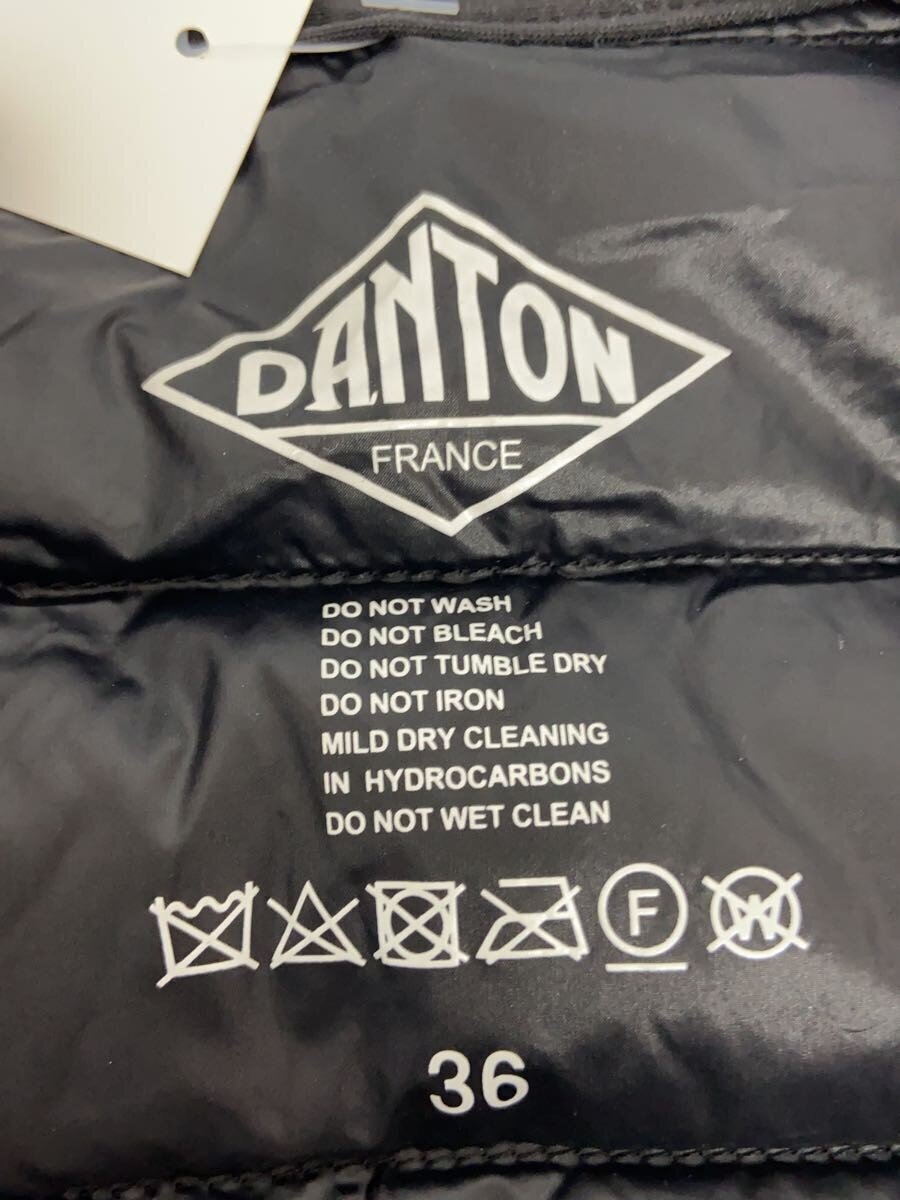 DANTON
FRANCE
DO NOT WASH
DO NOT BLEACH
DO NOT TUMBLE DRY
DO NOT IRON
MILD DRY CLEANING
IN HYDROCARBONS
DO NOT WET CLEAN
F W
36